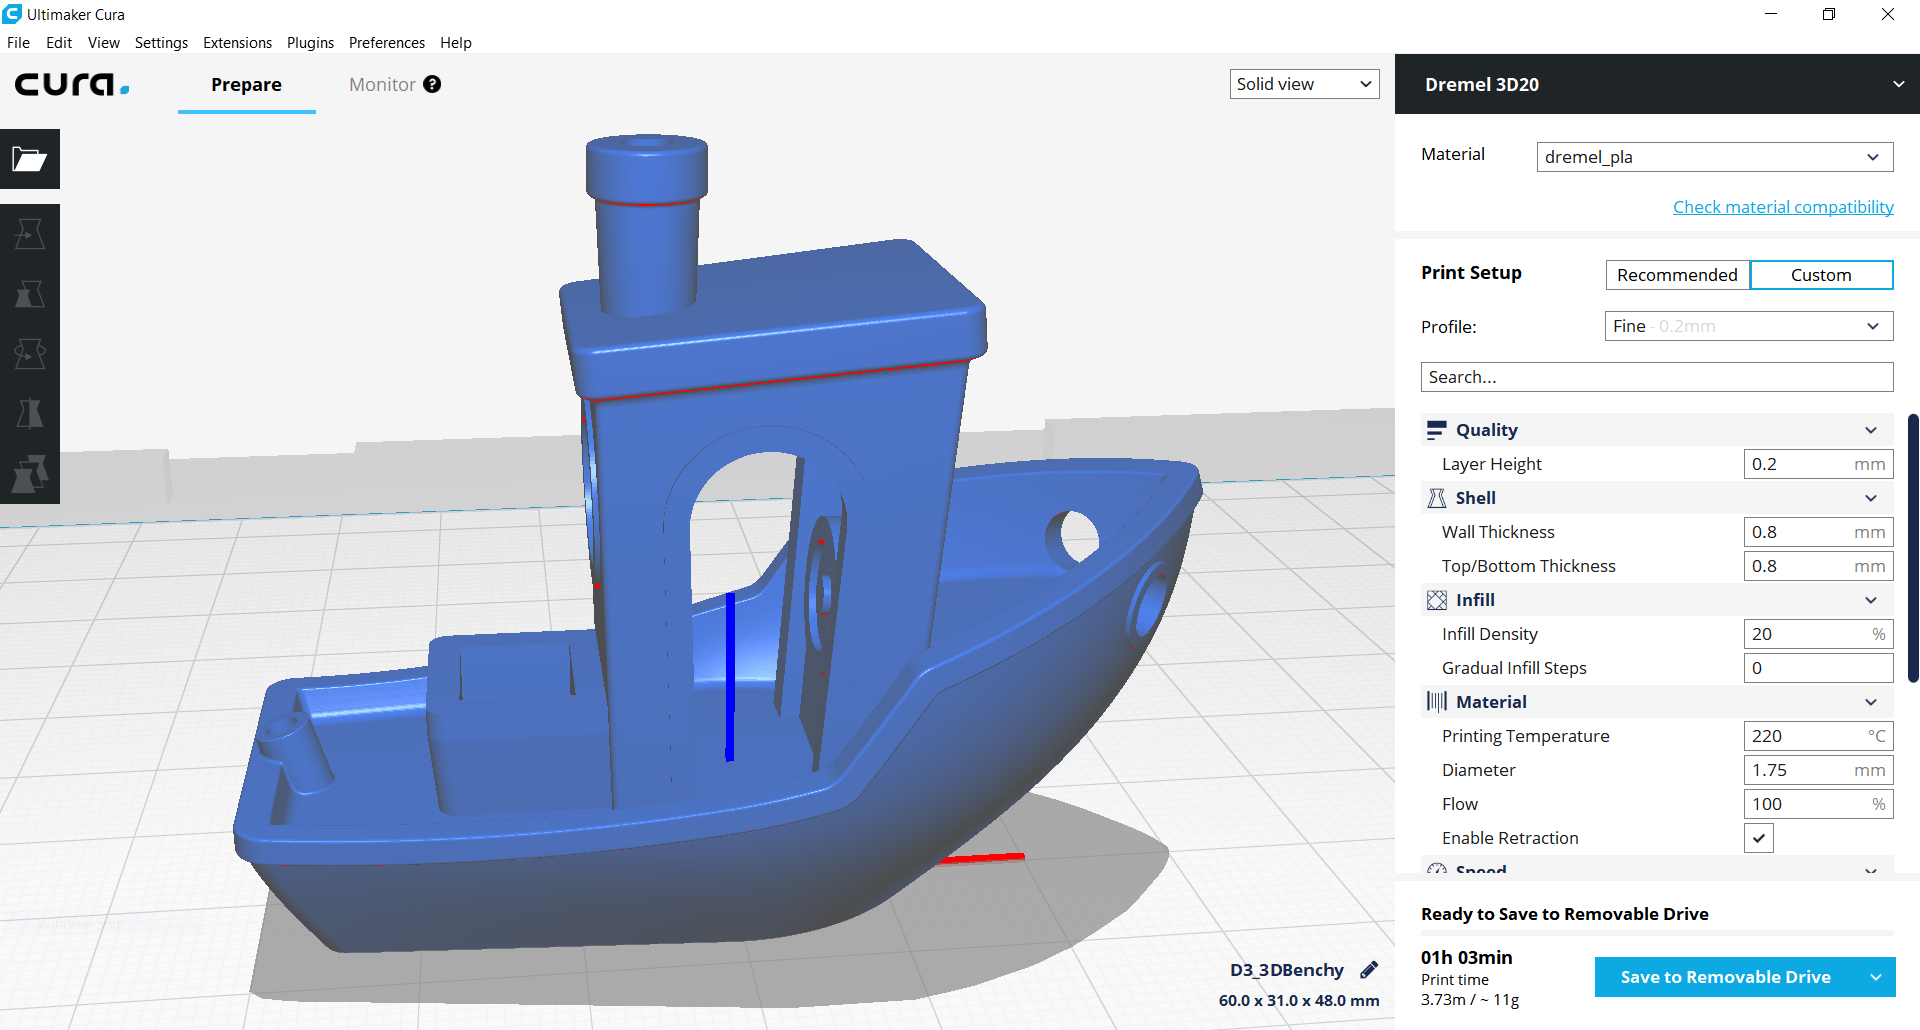 Ultimaker Cura
File Edit View Settings Extensions Plugins Preferences Help
cura.
Prepare
Monitor ?
Solid view
Dremel 3D20
Material
dremel_pla
Check material compatibility
Print Setup
Recommended
Custom
Profile:
Fine - 0.2mm
Search...
Quality
Layer Height 0.2 mm
Shell
Wall Thickness 0.8 mm
Top/Bottom Thickness 0.8 mm
Infill
Infill Density 20 %
Gradual Infill Steps 0
Material
Printing Temperature 220 °C
Diameter 1.75 mm
Flow 100 %
Enable Retraction
Speed
Ready to Save to Removable Drive
01h 03min
Print time
3.73m / ~ 11g
Save to Removable Drive
D3_3DBenchy
60.0 x 31.0 x 48.0 mm